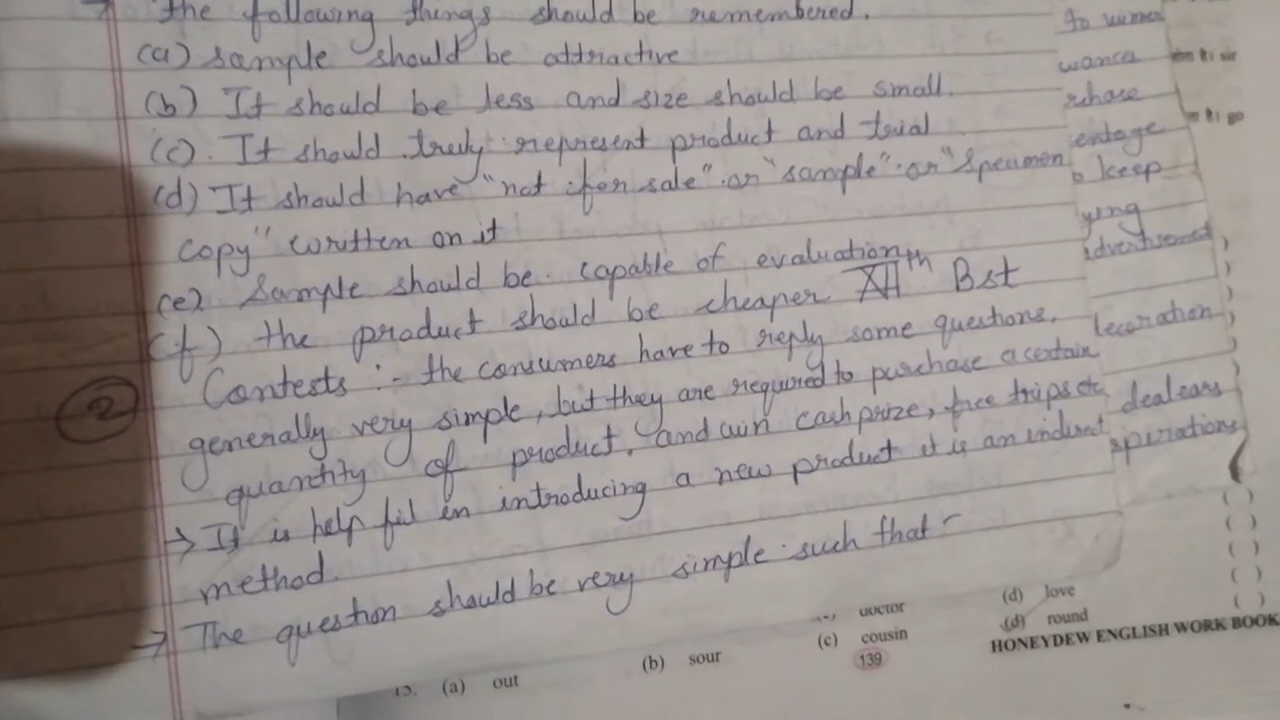 the following things should be remembered.
(a) sample should be attractive
(b) It should be less and size should be small.
(c). It should truly represent product and trial
(d) It should have "not for sale" or "sample" or "Specimen
copy" written on it
(e) Sample should be capable of evaluation
(f) the product should be cheaper XII th Bst
② Contests :- the consumers have to reply some questions.
generally very simple, but they are required to purchase a certain
quantity of product. and win cash prize, free trips etc
→ It is help ful in introducing a new product it is an indirect
method.
→ The question should be very simple such that -
wance
rchase
entage
keep
ying
advertisement
decoration
dealears
( )
( )
( )
( )
( )
doctor
(d) love
(c) cousin
(d) round
(a) out
(b) sour
139
HONEYDEW ENGLISH WORK BOOK